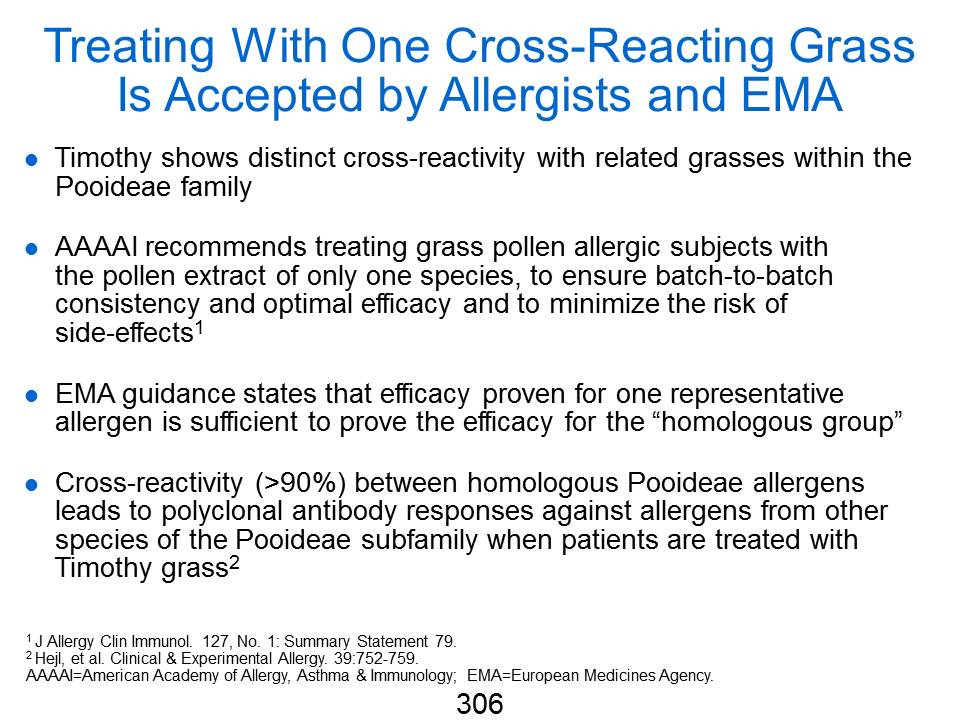 Treating With One Cross-Reacting Grass
Is Accepted by Allergists and EMA
● Timothy shows distinct cross-reactivity with related grasses within the
Pooideae family
● AAAAI recommends treating grass pollen allergic subjects with
the pollen extract of only one species, to ensure batch-to-batch
consistency and optimal efficacy and to minimize the risk of
side-effects¹
● EMA guidance states that efficacy proven for one representative
allergen is sufficient to prove the efficacy for the “homologous group”
● Cross-reactivity (>90%) between homologous Pooideae allergens
leads to polyclonal antibody responses against allergens from other
species of the Pooideae subfamily when patients are treated with
Timothy grass²
¹ J Allergy Clin Immunol. 127, No. 1: Summary Statement 79.
² Hejl, et al. Clinical & Experimental Allergy. 39:752-759.
AAAAI=American Academy of Allergy, Asthma & Immunology; EMA=European Medicines Agency.
306